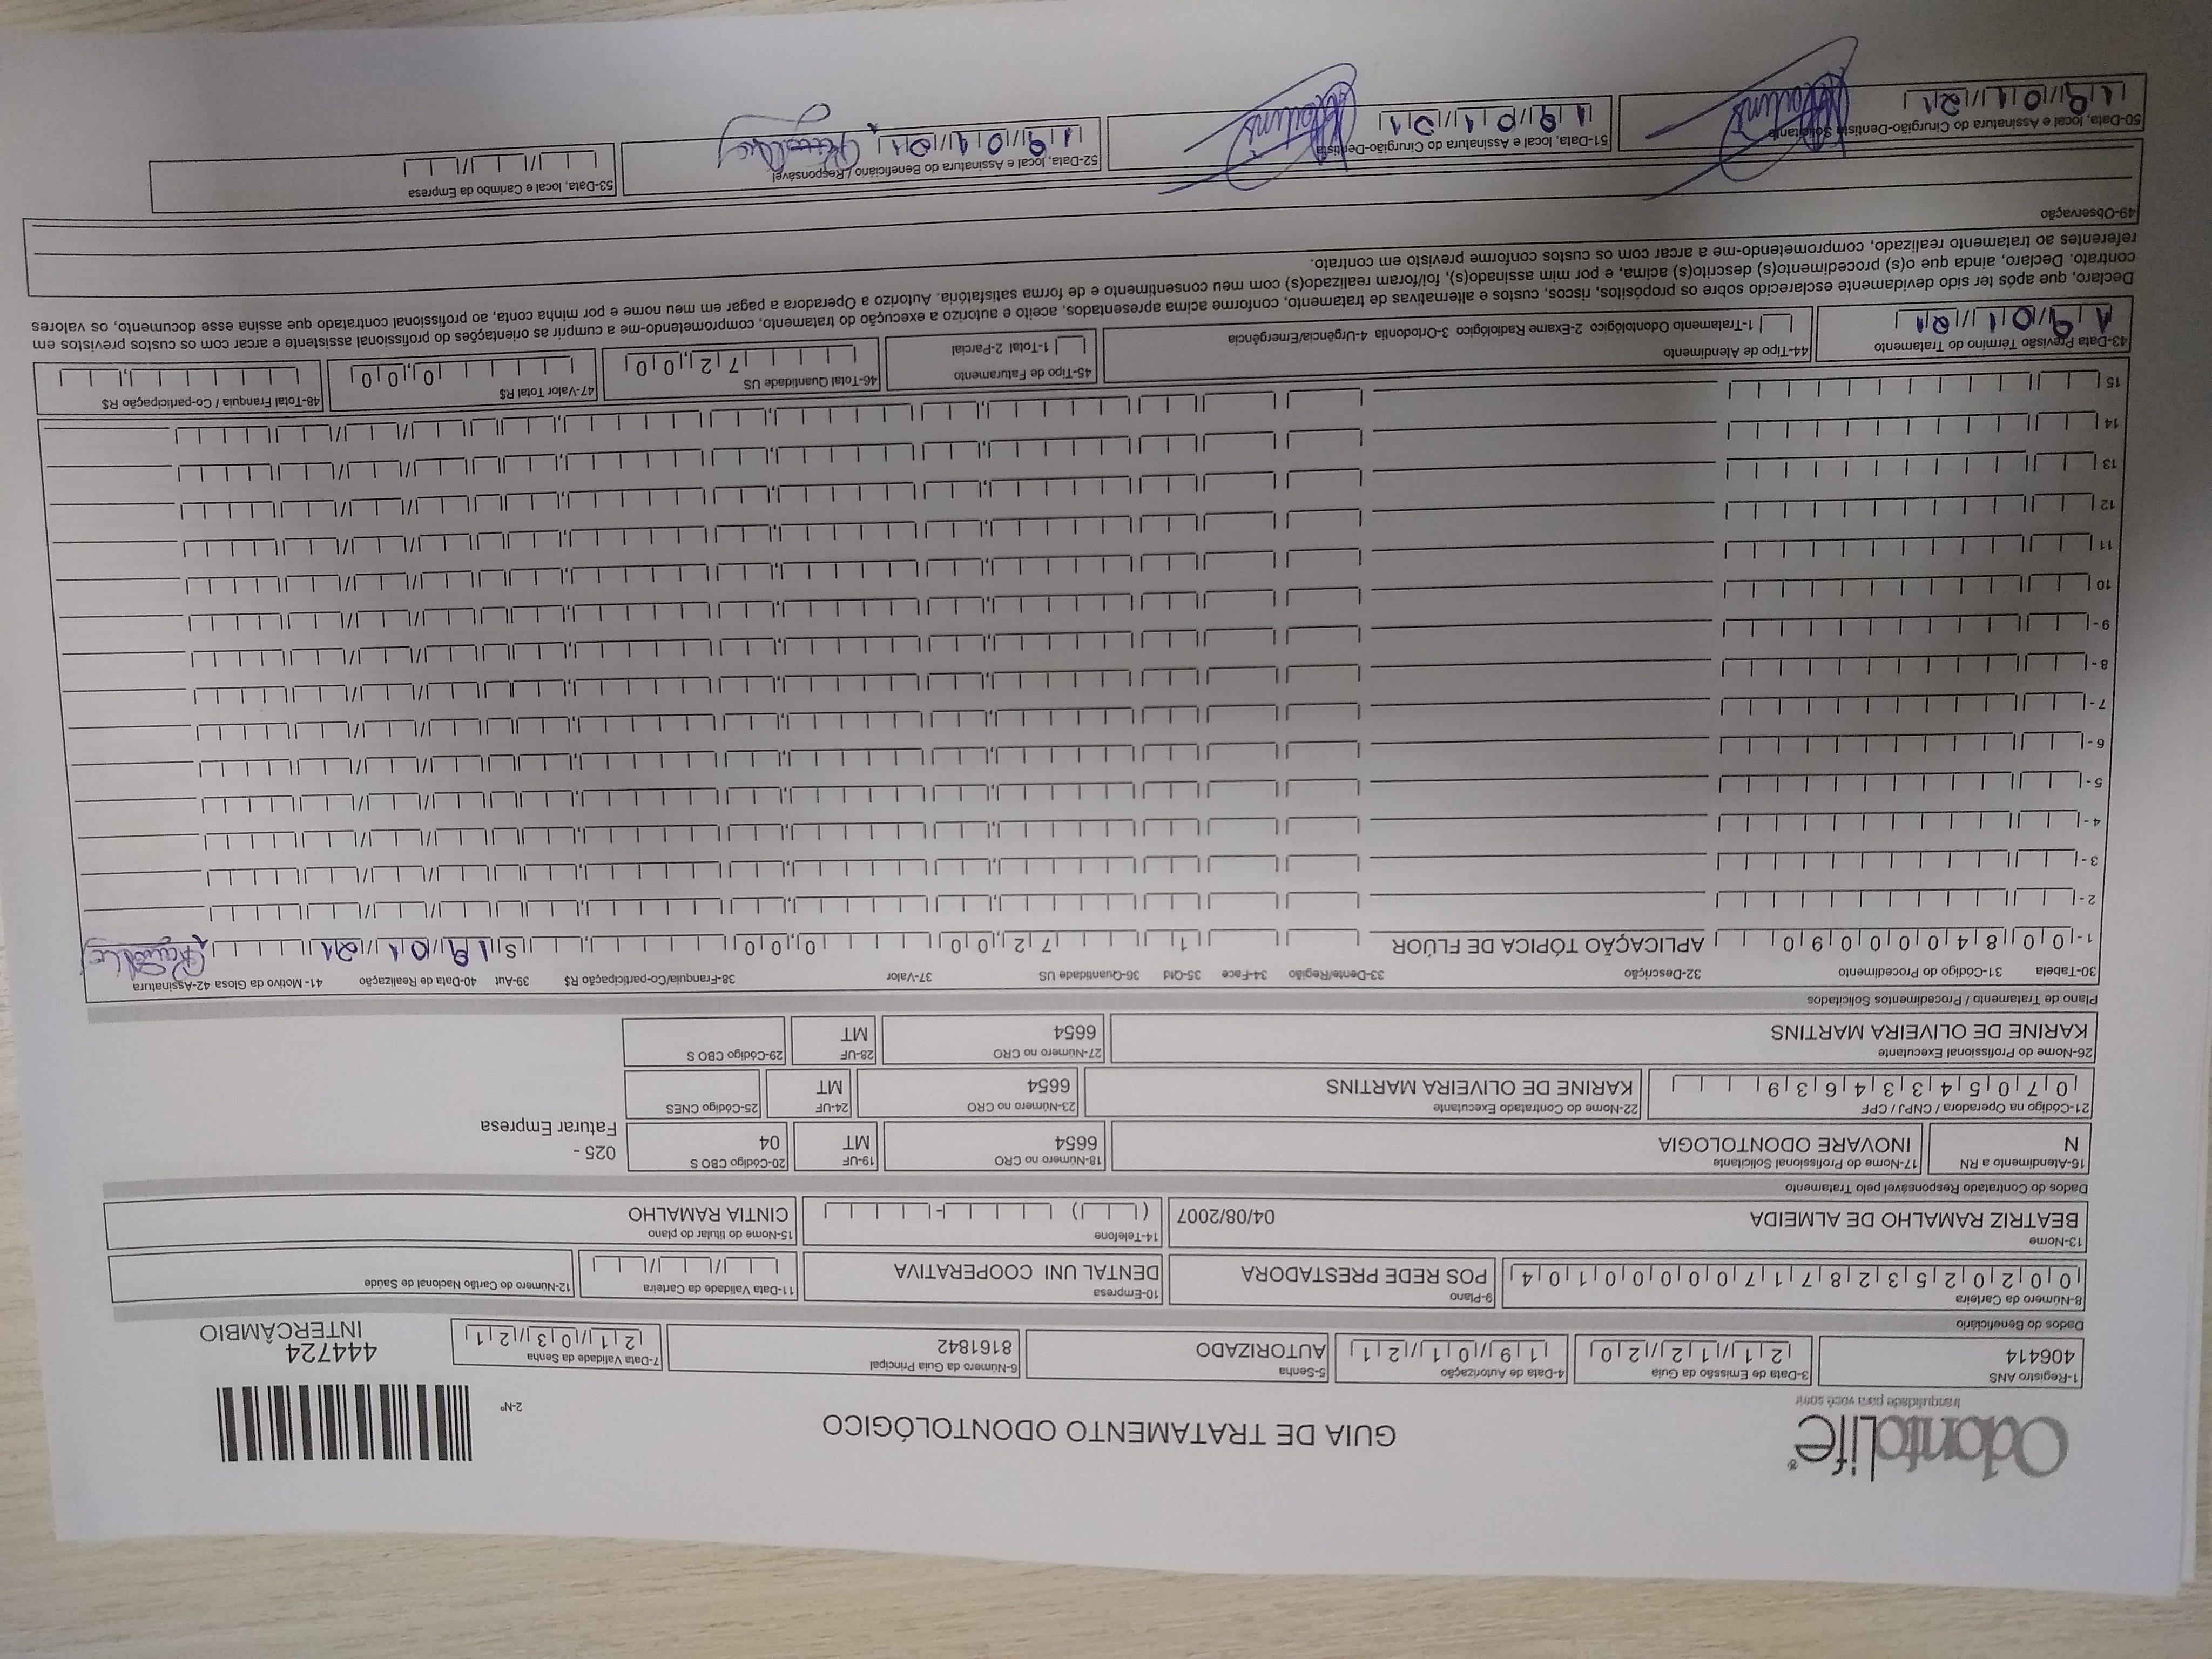 OdontoLife®
tranquilidade para você sorrir
GUIA DE TRATAMENTO ODONTOLÓGICO
2-Nº
444724
INTERCÂMBIO
1-Registro ANS
406414
3-Data de Emissão da Guia
21/12/20
4-Data de Autorização
19/01/21
5-Senha
AUTORIZADO
6-Número da Guia Principal
8161842
7-Data Validade da Senha
21/03/21
Dados do Beneficiário
8-Número da Carteira
00202532871700000104
9-Plano
POS REDE PRESTADORA
10-Empresa
DENTAL UNI COOPERATIVA
11-Data Validade da Carteira
12-Número do Cartão Nacional de Saúde
13-Nome
BEATRIZ RAMALHO DE ALMEIDA 04/08/2007
14-Telefone
15-Nome do titular do plano
CINTIA RAMALHO
Dados do Contratado Responsável pelo Tratamento
16-Atendimento a RN
N
17-Nome do Profissional Solicitante
INOVARE ODONTOLOGIA
18-Número no CRO
6654
19-UF
MT
20-Código CBO S
04
025 -
Faturar Empresa
21-Código na Operadora / CNPJ / CPF
07054334639
22-Nome do Contratado Executante
KARINE DE OLIVEIRA MARTINS
23-Número no CRO
6654
24-UF
MT
25-Código CNES
26-Nome do Profissional Executante
KARINE DE OLIVEIRA MARTINS
27-Número no CRO
6654
28-UF
MT
29-Código CBO S
Plano de Tratamento / Procedimentos Solicitados
30-Tabela 31-Código do Procedimento 32-Descrição 33-Dente/Região 34-Face 35-Qtd 36-Quantidade US 37-Valor 38-Franquia/Co-participação R$ 39-Aut 40-Data de Realização 41- Motivo da Glosa 42-Assinatura
1- 00 84000090 APLICAÇÃO TÓPICA DE FLÚOR 1 72,00 0,00 S 19/01/21
2-
3-
4-
5-
6-
7-
8-
9-
10
11
12
13
14
15
43-Data Previsão Término do Tratamento
19/01/21
44-Tipo de Atendimento
1-Tratamento Odontológico 2-Exame Radiológico 3-Ortodontia 4-Urgência/Emergência
45-Tipo de Faturamento
1-Total 2-Parcial
46-Total Quantidade US
72,00
47-Valor Total R$
0,00
48-Total Franquia / Co-participação R$
Declaro, que após ter sido devidamente esclarecido sobre os propósitos, riscos, custos e alternativas de tratamento, conforme acima apresentados, aceito e autorizo a execução do tratamento, comprometendo-me a cumprir as orientações do profissional assistente e arcar com os custos previstos em
contrato. Declaro, ainda que o(s) procedimento(s) descrito(s) acima, e por mim assinado(s), foi/foram realizado(s) com meu consentimento e de forma satisfatória. Autorizo a Operadora a pagar em meu nome e por minha conta, ao profissional contratado que assina esse documento, os valores
referentes ao tratamento realizado, comprometendo-me a arcar com os custos conforme previsto em contrato.
49-Observação
50-Data, local e Assinatura do Cirurgião-Dentista Solicitante
19/01/21
51-Data, local e Assinatura do Cirurgião-Dentista
19/01/21
52-Data, local e Assinatura do Beneficiário / Responsável
19/01/21
53-Data, local e Carimbo da Empresa